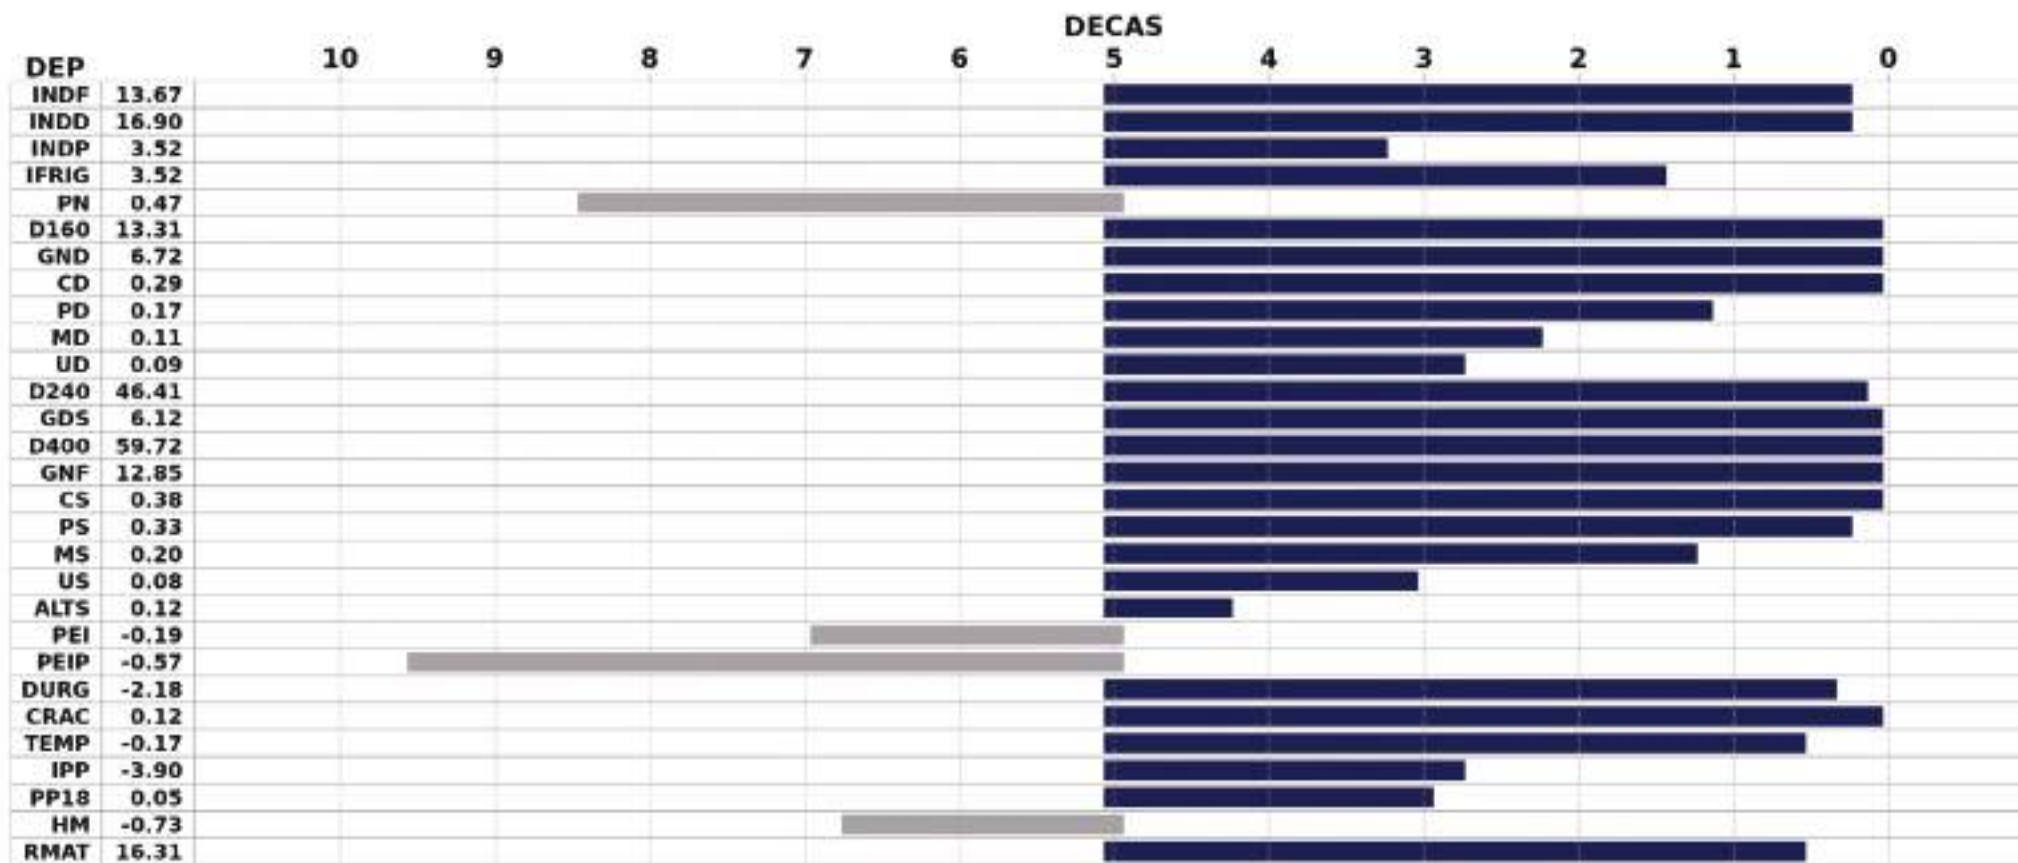 DECAS
DEP 10 9 8 7 6 5 4 3 2 1 0
INDF 13.67
INDD 16.90
INDP 3.52
IFRIG 3.52
PN 0.47
D160 13.31
GND 6.72
CD 0.29
PD 0.17
MD 0.11
UD 0.09
D240 46.41
GDS 6.12
D400 59.72
GNF 12.85
CS 0.38
PS 0.33
MS 0.20
US 0.08
ALTS 0.12
PEI -0.19
PEIP -0.57
DURG -2.18
CRAC 0.12
TEMP -0.17
IPP -3.90
PP18 0.05
HM -0.73
RMAT 16.31